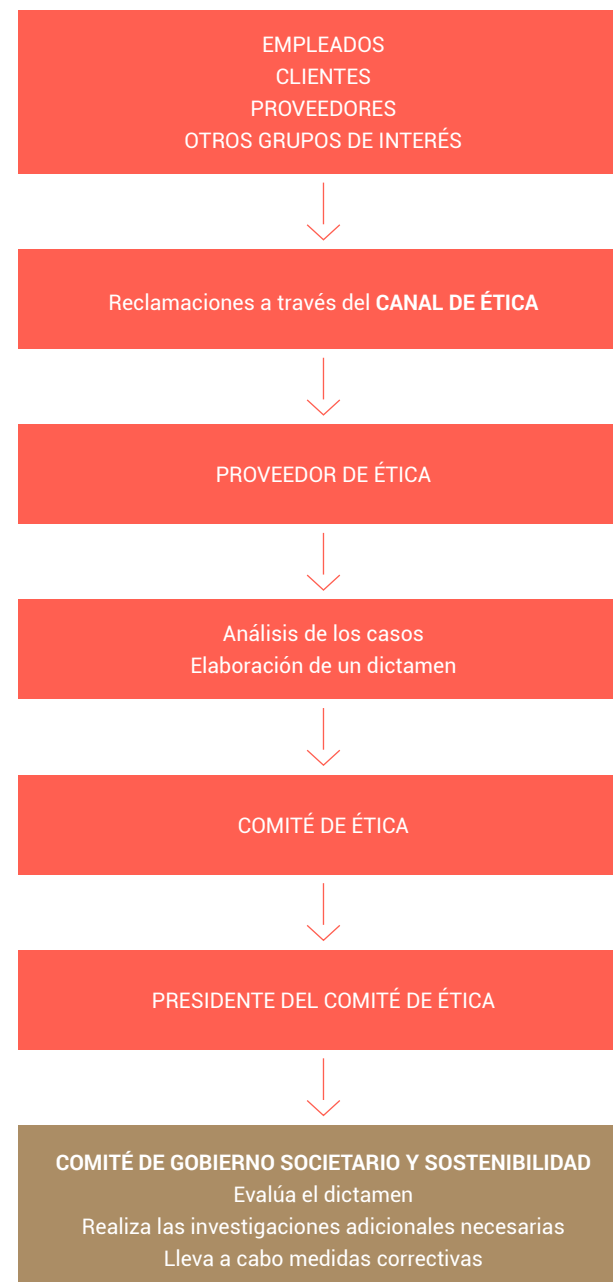 EMPLEADOS
CLIENTES
PROVEEDORES
OTROS GRUPOS DE INTERÉS
Reclamaciones a través del CANAL DE ÉTICA
PROVEEDOR DE ÉTICA
Análisis de los casos
Elaboración de un dictamen
COMITÉ DE ÉTICA
PRESIDENTE DEL COMITÉ DE ÉTICA
COMITÉ DE GOBIERNO SOCIETARIO Y SOSTENIBILIDAD
Evalúa el dictamen
Realiza las investigaciones adicionales necesarias
Lleva a cabo medidas correctivas